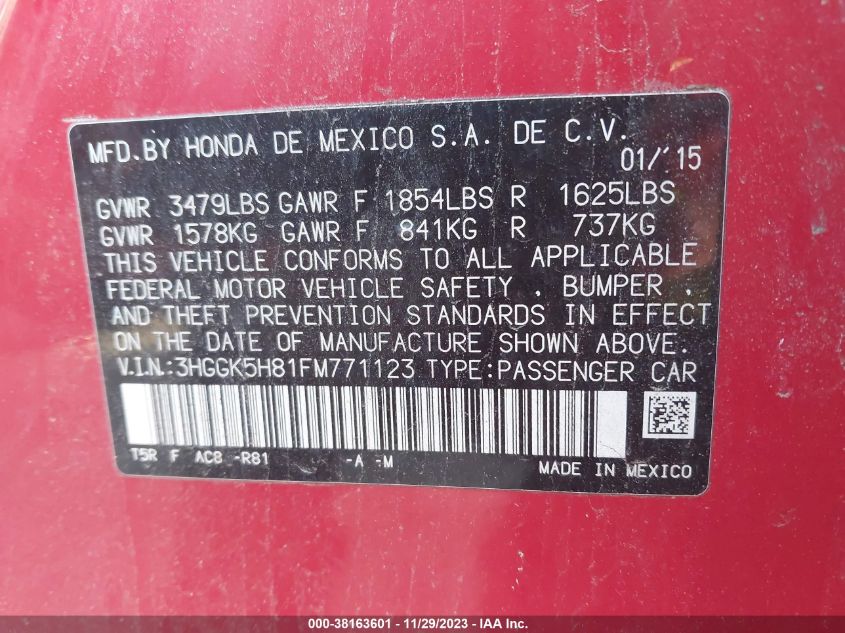 MFD.BY HONDA DE MEXICO S.A. DE C.V.
01/'15
GVWR 3479LBS GAWR F 1854LBS R 1625LBS
GVWR 1578KG GAWR F 841KG R 737KG
THIS VEHICLE CONFORMS TO ALL APPLICABLE
FEDERAL MOTOR VEHICLE SAFETY , BUMPER ,
AND THEFT PREVENTION STANDARDS IN EFFECT
ON THE DATE OF MANUFACTURE SHOWN ABOVE.
V.I.N.:3HGGK5H81FM771123 TYPE:PASSENGER CAR
T5R F AC8 -R81 -A -M
MADE IN MEXICO
000-38163601 - 11/29/2023 - IAA Inc.